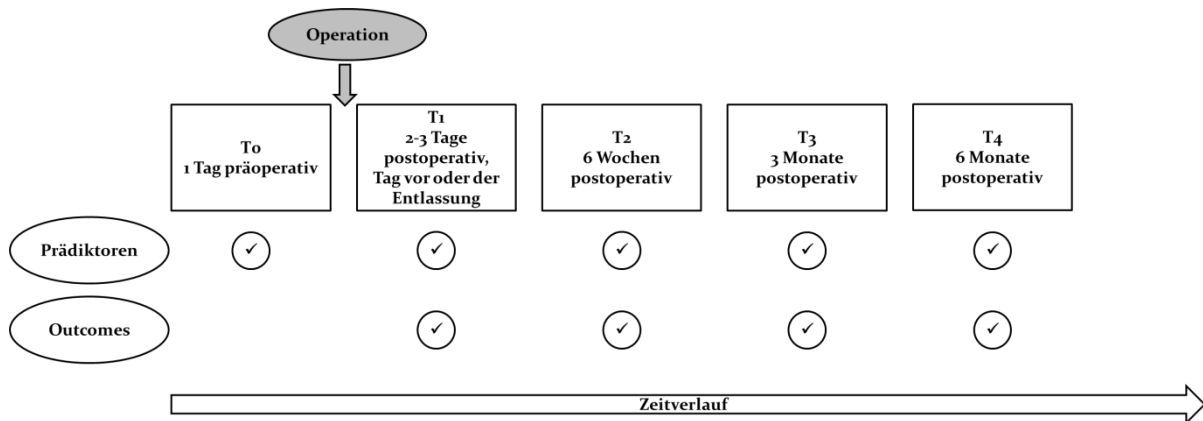 Operation
T0
1 Tag präoperativ
T1
2-3 Tage
postoperativ,
Tag vor oder der
Entlassung
T2
6 Wochen
postoperativ
T3
3 Monate
postoperativ
T4
6 Monate
postoperativ
Prädiktoren
✓ ✓ ✓ ✓ ✓
Outcomes
✓ ✓ ✓ ✓
Zeitverlauf